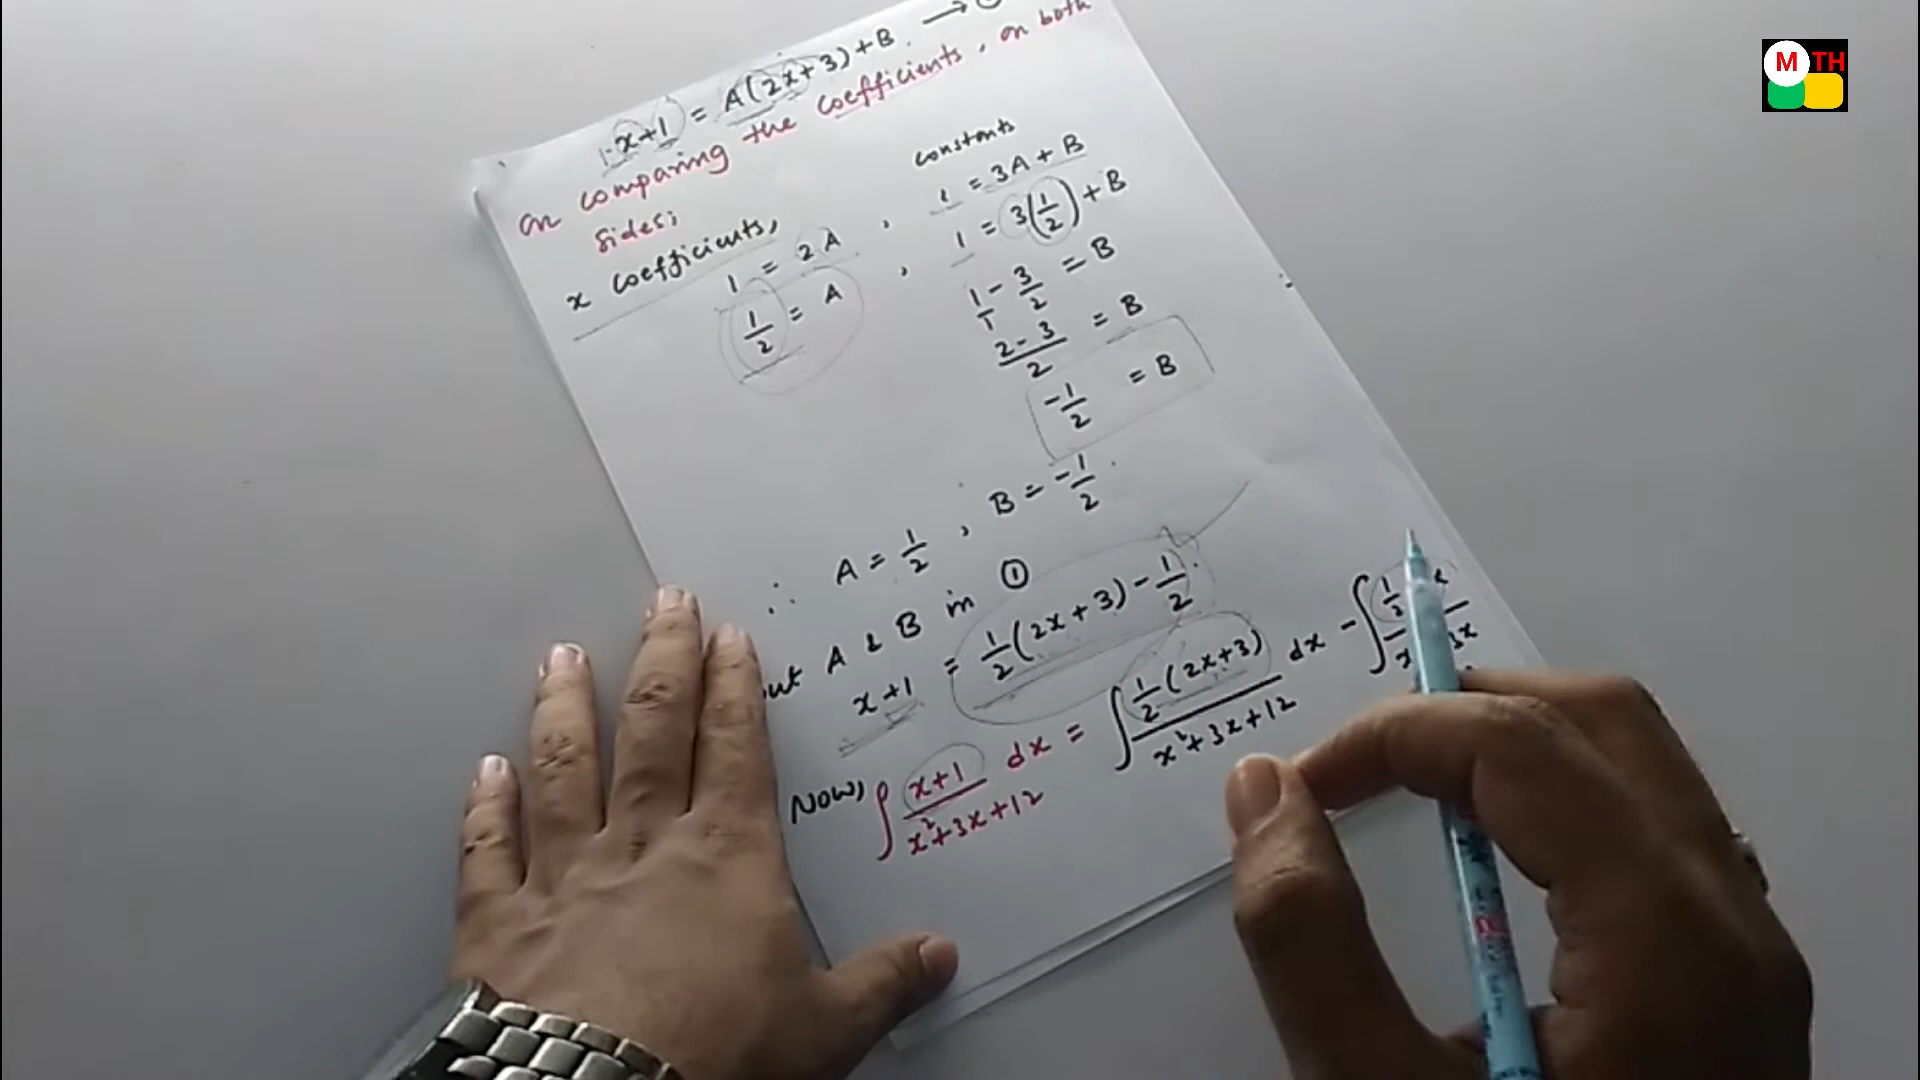 1·x+1 = A(2x+3)+B →
on comparing the coefficients, on both
sides;
x coefficients, constants
1 = 2A , 1 = 3A + B
1/2 = A , 1 = 3(1/2) + B
1/1 - 3/2 = B
2-3/2 = B
-1/2 = B
∴ A = 1/2 , B = -1/2
put A & B in ①
x+1 = 1/2(2x+3) - 1/2
Now, ∫ x+1/x²+3x+12 dx = ∫ 1/2(2x+3)/x²+3x+12 dx - ∫
M TH